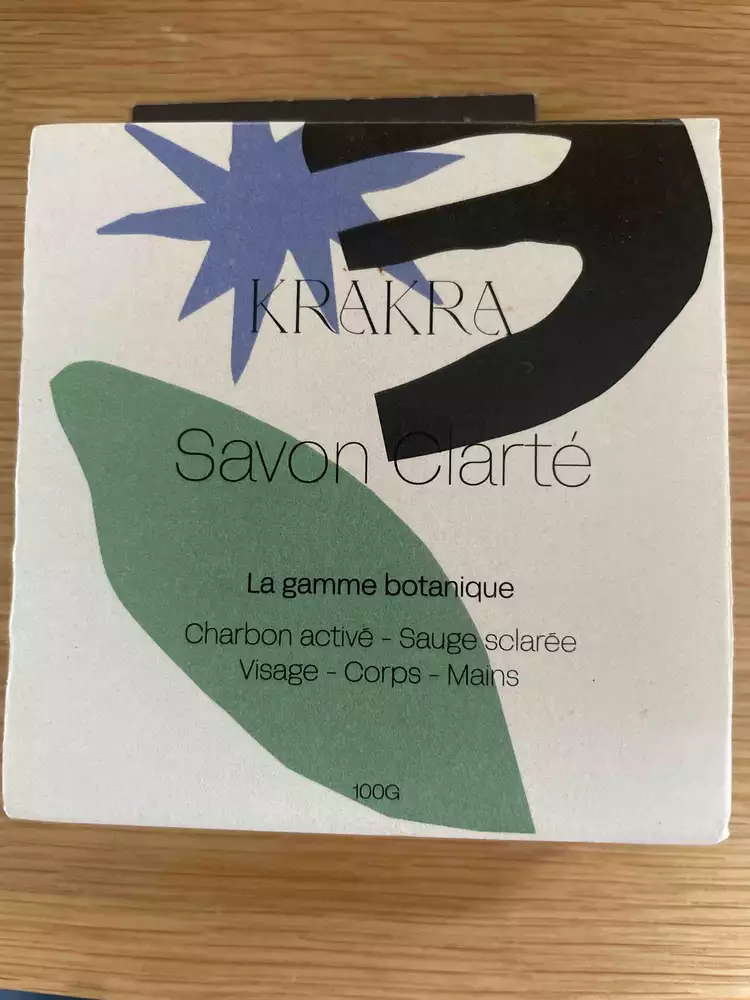 KRAKRA
Savon Clarté
La gamme botanique
Charbon activé - Sauge sclarée
Visage - Corps - Mains
100G